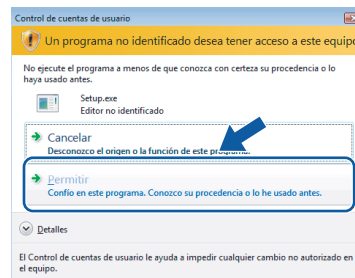 Control de cuentas de usuario
Un programa no identificado desea tener acceso a este equipo
No ejecute el programa a menos de que conozca con certeza su procedencia o lo
haya usado antes.
Setup.exe
Editor no identificado
Cancelar
Desconozco el origen o la función de este programa.
Permitir
Confío en este programa. Conozco su procedencia o lo he usado antes.
Detalles
El Control de cuentas de usuario le ayuda a impedir cualquier cambio no autorizado en
el equipo.